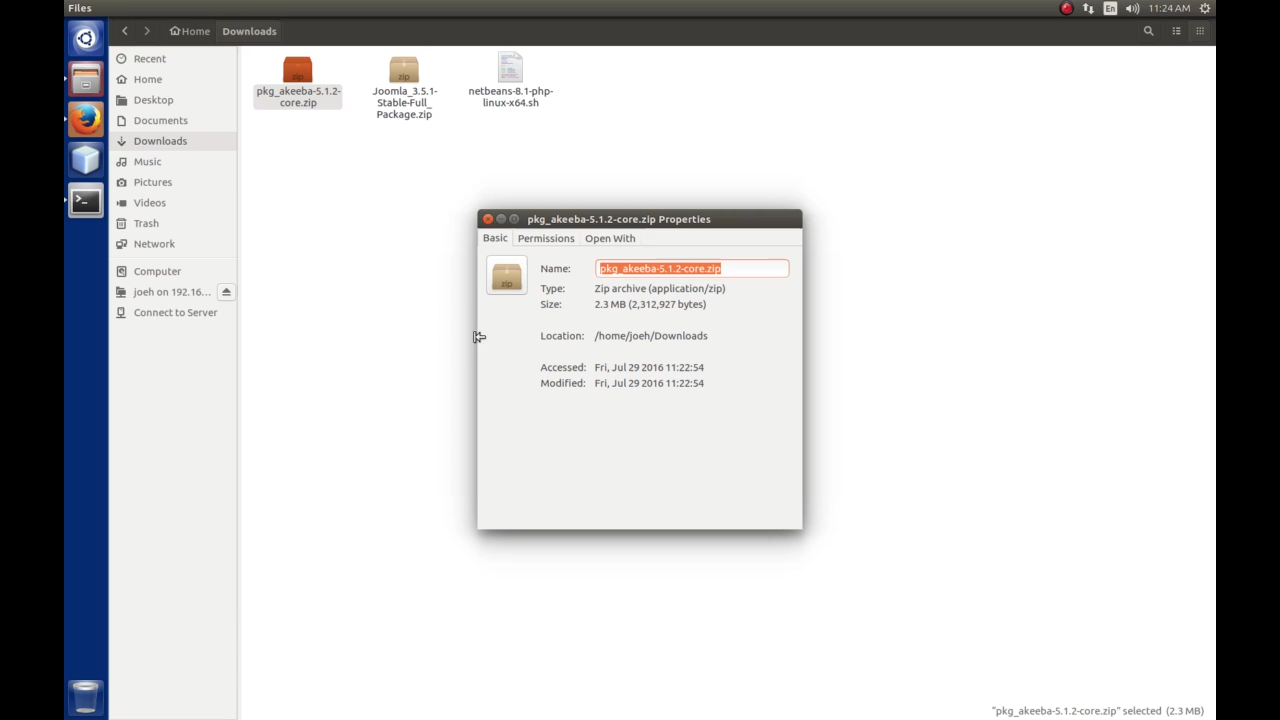 Files
En
11:24 AM
Home
Downloads
Recent
Home
Desktop
Documents
Downloads
Music
Pictures
Videos
Trash
Network
Computer
joeh on 192.16...
Connect to Server
zip
pkg_akeeba-5.1.2-
core.zip
zip
Joomla_3.5.1-
Stable-Full_
Package.zip
netbeans-8.1-php-
linux-x64.sh
pkg_akeeba-5.1.2-core.zip Properties
Basic
Permissions
Open With
zip
Name: pkg_akeeba-5.1.2-core.zip
Type: Zip archive (application/zip)
Size: 2.3 MB (2,312,927 bytes)
Location: /home/joeh/Downloads
Accessed: Fri, Jul 29 2016 11:22:54
Modified: Fri, Jul 29 2016 11:22:54
"pkg_akeeba-5.1.2-core.zip" selected (2.3 MB)